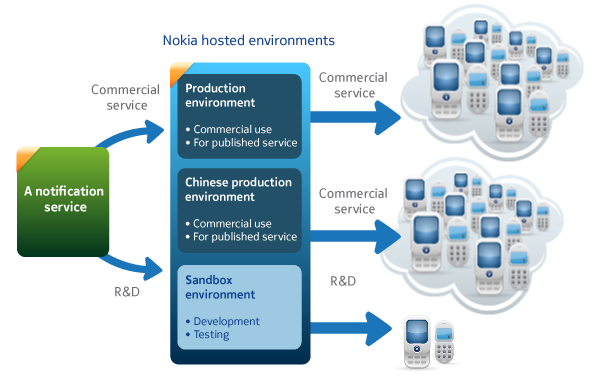 Nokia hosted environments
Commercial
service
A notification
service
R&D
Production
environment
• Commercial use
• For published service
Chinese production
environment
• Commercial use
• For published service
Sandbox
environment
• Development
• Testing
Commercial
service
Commercial
service
R&D